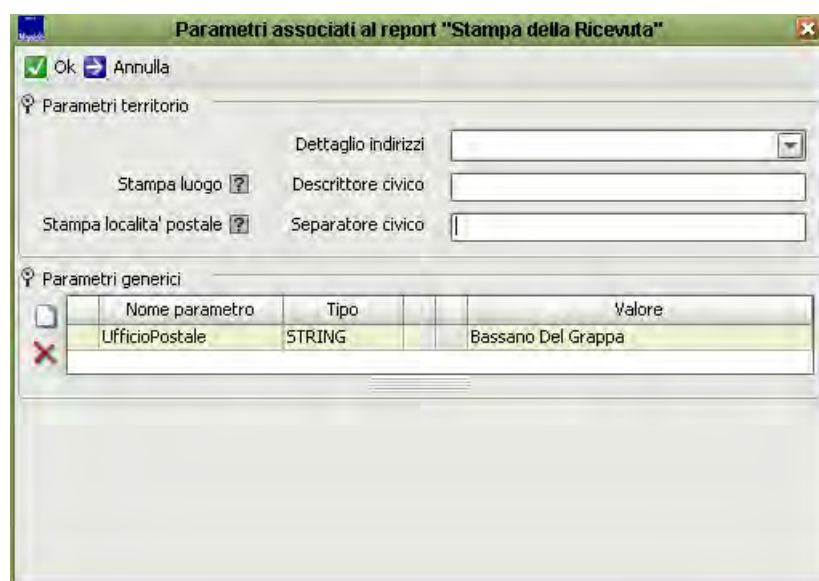 Parametri associati al report "Stampa della Ricevuta"
Ok Annulla
Parametri territorio
Dettaglio indirizzi
Stampa luogo ? Descrittore civico
Stampa localita' postale ? Separatore civico
Parametri generici
Nome parametro Tipo Valore
UfficioPostale STRING Bassano Del Grappa